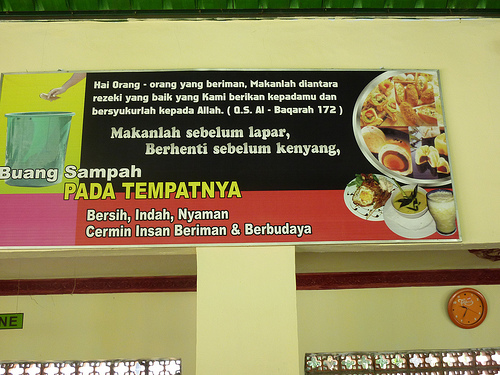 Hai Orang - orang yang beriman, Makanlah diantara
rezeki yang baik yang Kami berikan kepadamu dan
bersyukurlah kepada Allah. ( Q.S. Al - Baqarah 172 )
Makanlah sebelum lapar,
Berhenti sebelum kenyang,
Buang Sampah
PADA TEMPATNYA
Bersih, Indah, Nyaman
Cermin Insan Beriman & Berbudaya
NE